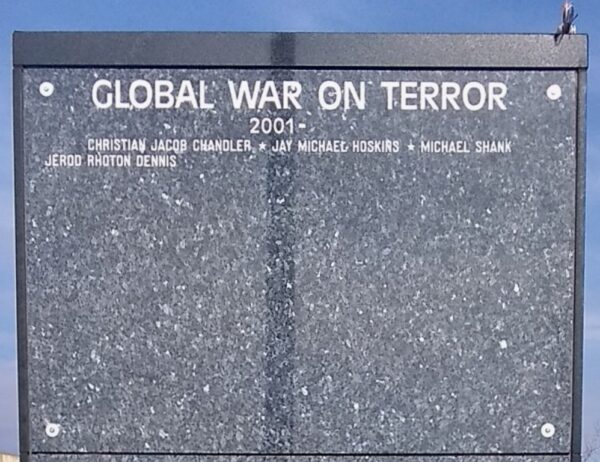 GLOBAL WAR ON TERROR
2001-
CHRISTIAN JACOB CHANDLER ★ JAY MICHAEL HOSKINS ★ MICHAEL SHANK
JEROD RHOTON DENNIS